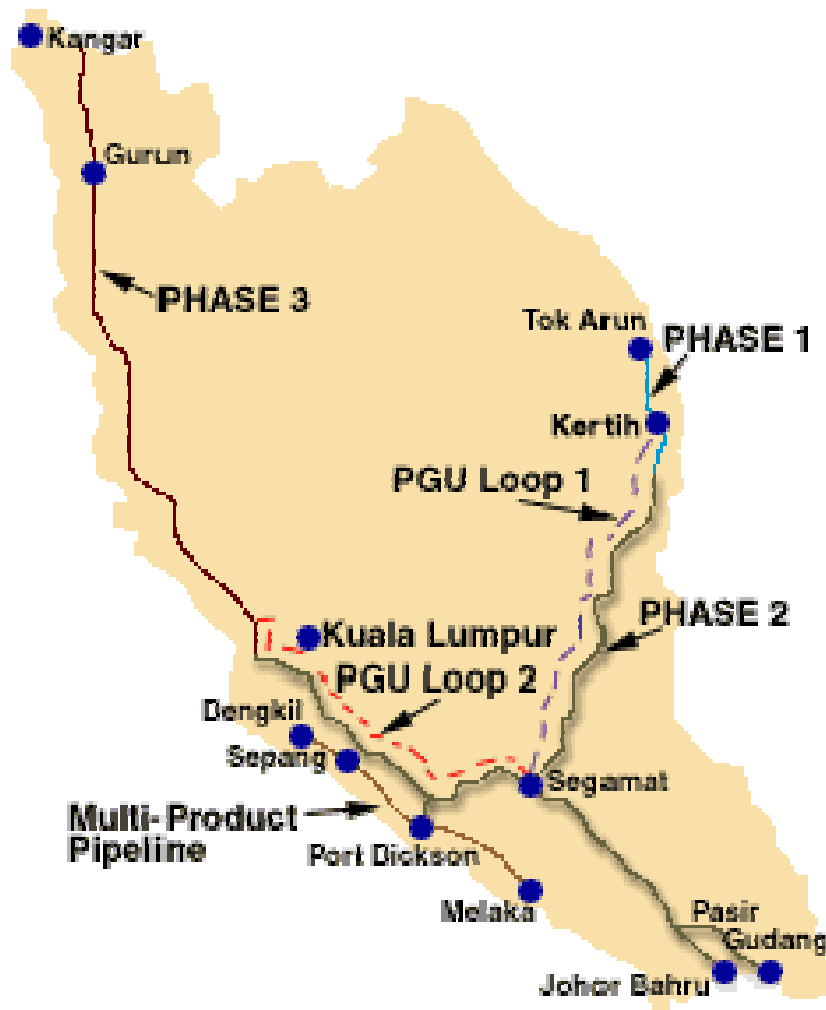 Kangar
Gurun
PHASE 3
Tok Arun
PHASE 1
Kertih
PGU Loop 1
PHASE 2
Kuala Lumpur
PGU Loop 2
Dengkil
Sepang
Segamat
Multi-Product
Pipeline
Port Dickson
Melaka
Pasir
Gudang
Johor Bahru